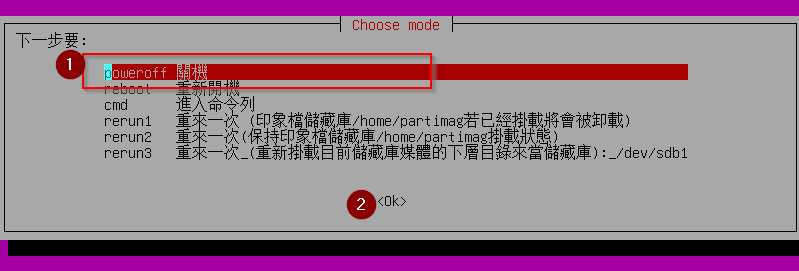 Choose mode
下一步要:
1
poweroff 關機
reboot 重新開機
cmd 進入命令列
rerun1 重來一次 (印象檔儲藏庫/home/partimag若已經掛載將會被卸載)
rerun2 重來一次(保持印象檔儲藏庫/home/partimag掛載狀態)
rerun3 重來一次_(重新掛載目前儲藏庫媒體的下層目錄來當儲藏庫):_/dev/sdb1
2 <Ok>